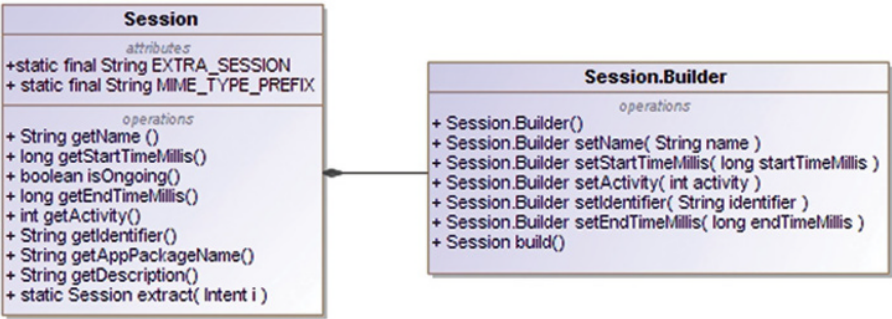 Session
attributes
+static final String EXTRA_SESSION
+ static final String MIME_TYPE_PREFIX
operations
+ String getName ()
+ long getStartTimeMillis()
+ boolean isOngoing()
+ long getEndTimeMillis()
+ int getActivity()
+ String getIdentifier()
+ String getAppPackageName()
+ String getDescription()
+ static Session extract( Intent i )
Session.Builder
operations
+ Session.Builder()
+ Session.Builder setName( String name )
+ Session.Builder setStartTimeMillis( long startTimeMillis )
+ Session.Builder setActivity( int activity )
+ Session.Builder setIdentifier( String identifier )
+ Session.Builder setEndTimeMillis( long endTimeMillis )
+ Session build()